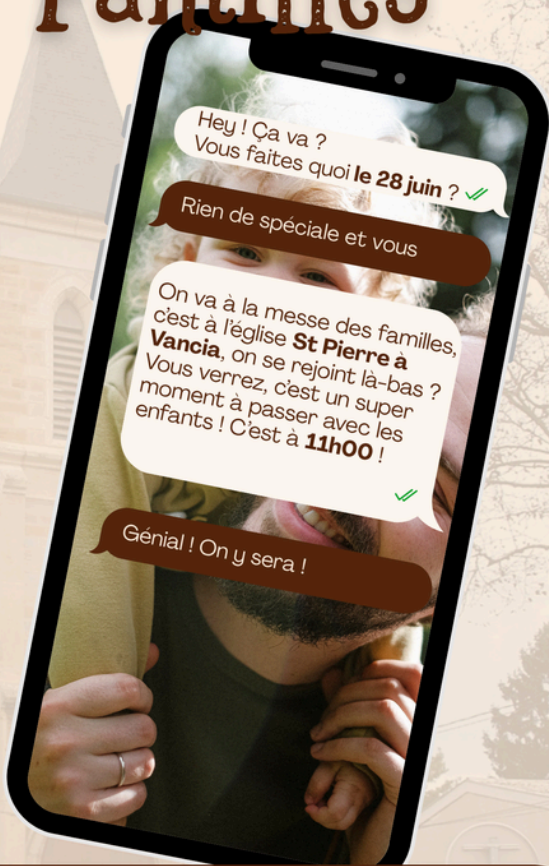 Hey ! Ça va ?
Vous faites quoi le 28 juin ?
Rien de spéciale et vous
On va à la messe des familles,
c'est à l'église St Pierre à
Vancia, on se rejoint là-bas ?
Vous verrez, c'est un super
moment à passer avec les
enfants ! C'est à 11h00 !
Génial ! On y sera !